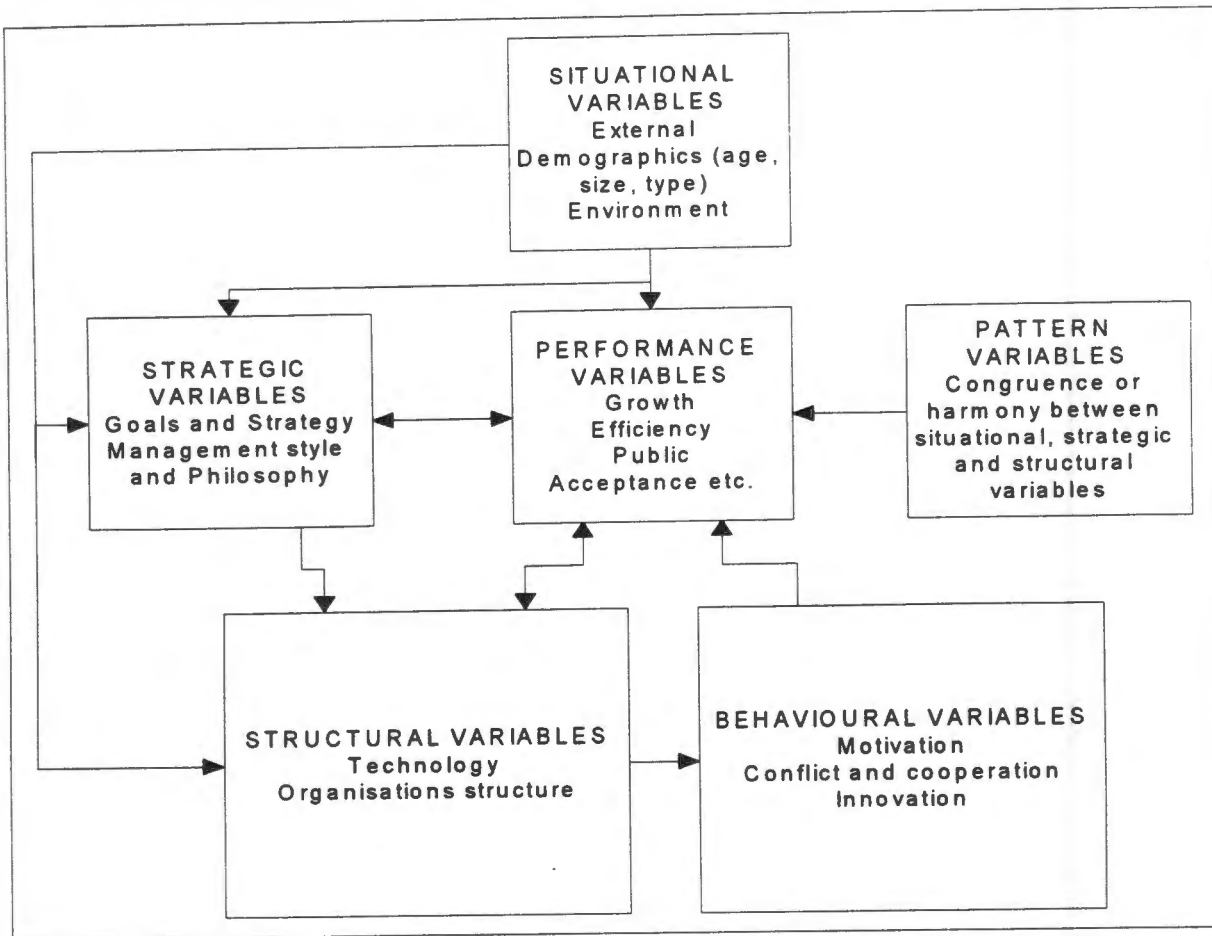 SITUATIONAL
VARIABLES
External
Demographics (age,
size, type)
Environment
STRATEGIC
VARIABLES
Goals and Strategy
Management style
and Philosophy
PERFORMANCE
VARIABLES
Growth
Efficiency
Public
Acceptance etc.
PATTERN
VARIABLES
Congruence or
harmony between
situational, strategic
and structural
variables
STRUCTURAL VARIABLES
Technology
Organisations structure
BEHAVIOURAL VARIABLES
Motivation
Conflict and cooperation
Innovation